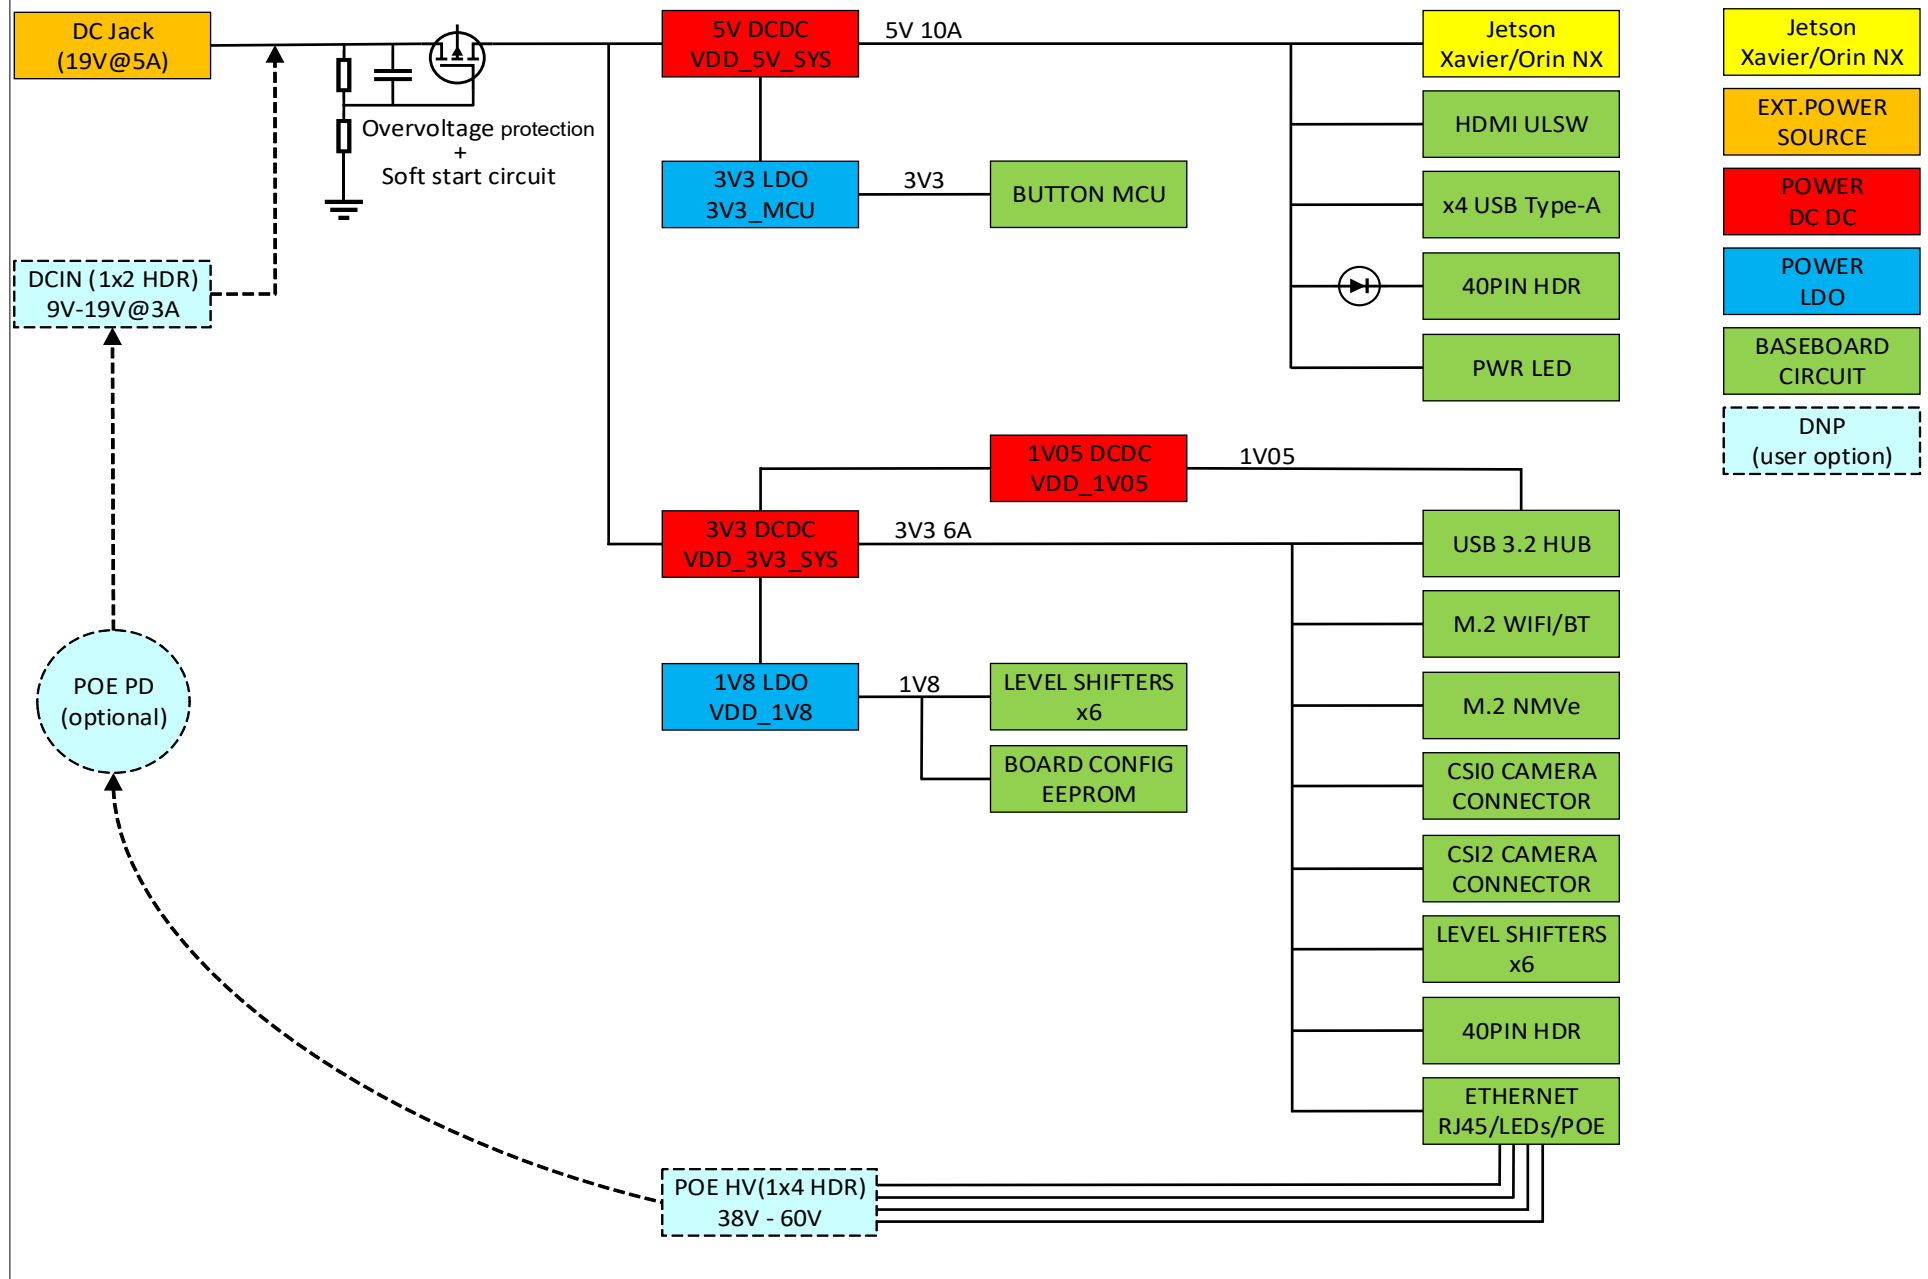 DC Jack
(19V@5A)
5V DCDC
VDD_5V_SYS
5V 10A
Jetson
Xavier/Orin NX
Jetson
Xavier/Orin NX
HDMI ULSW
EXT.POWER
SOURCE
Overvoltage protection
+
Soft start circuit
3V3 LDO
3V3_MCU
3V3
BUTTON MCU
x4 USB Type-A
POWER
DC DC
DCIN (1x2 HDR)
9V-19V@3A
40PIN HDR
POWER
LDO
PWR LED
BASEBOARD
CIRCUIT
DNP
(user option)
1V05 DCDC
VDD_1V05
1V05
3V3 DCDC
VDD_3V3_SYS
3V3 6A
USB 3.2 HUB
M.2 WIFI/BT
POE PD
(optional)
1V8 LDO
VDD_1V8
1V8
LEVEL SHIFTERS
x6
M.2 NMVe
BOARD CONFIG
EEPROM
CSI0 CAMERA
CONNECTOR
CSI2 CAMERA
CONNECTOR
LEVEL SHIFTERS
x6
40PIN HDR
ETHERNET
RJ45/LEDs/POE
POE HV(1x4 HDR)
38V - 60V